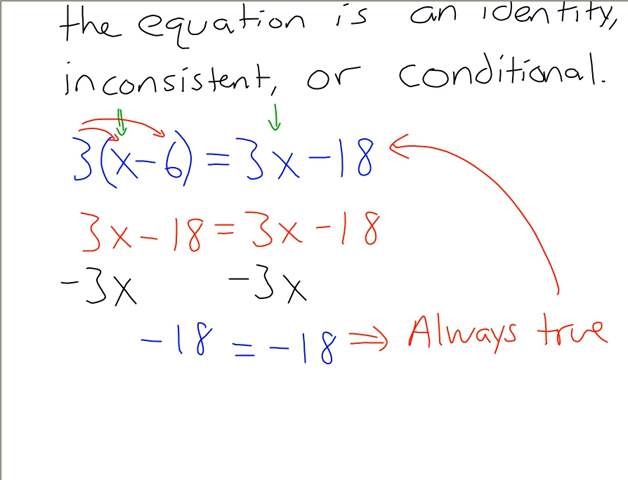 the equation is an identity,
inconsistent, or conditional.
3(x-6)=3x-18
3x-18=3x-18
-3x -3x
-18=-18⇒Always true